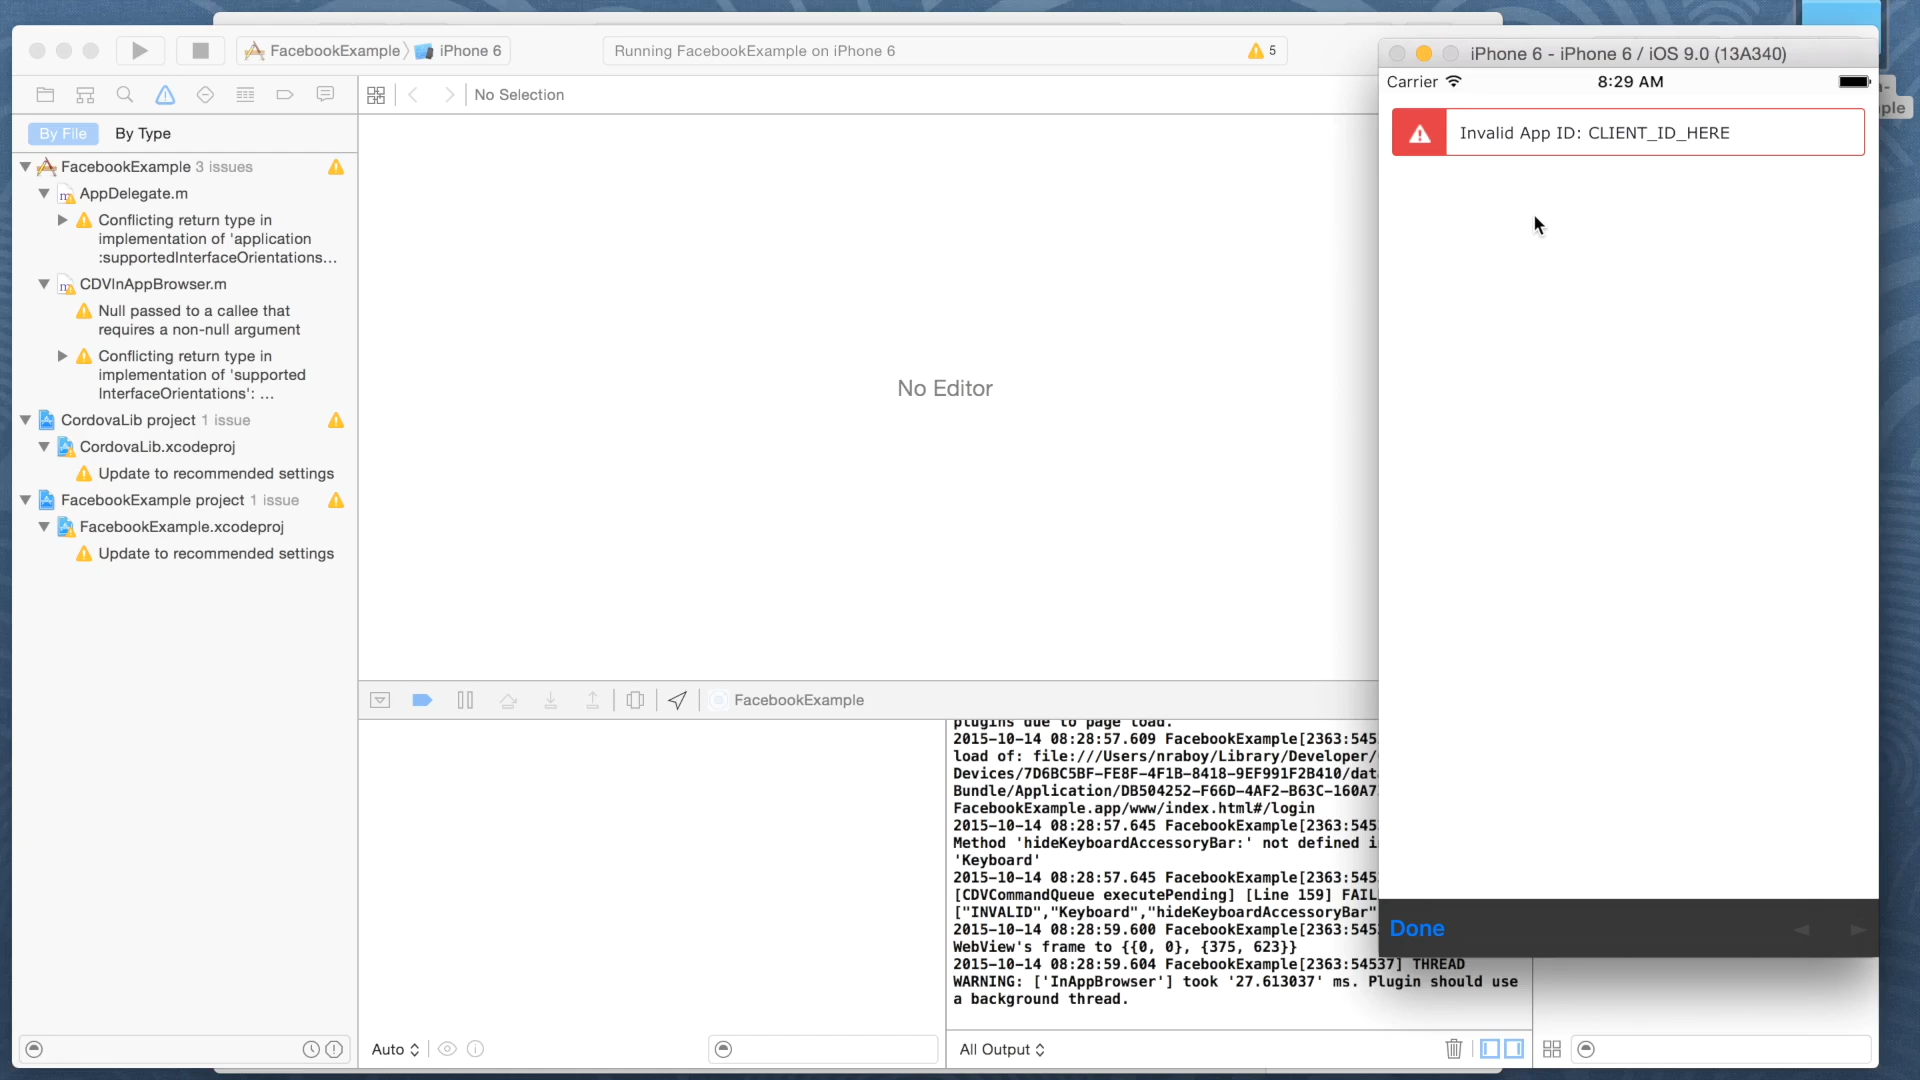 FacebookExample
iPhone 6
Running FacebookExample on iPhone 6
5
No Selection
By File
By Type
FacebookExample 3 issues
AppDelegate.m
Conflicting return type in
implementation of 'application
:supportedInterfaceOrientations...
CDVInAppBrowser.m
Null passed to a callee that
requires a non-null argument
Conflicting return type in
implementation of 'supported
InterfaceOrientations': ...
CordovaLib project 1 issue
CordovaLib.xcodeproj
Update to recommended settings
FacebookExample project 1 issue
FacebookExample.xcodeproj
Update to recommended settings
No Editor
FacebookExample
plugins due to page load.
2015-10-14 08:28:57.609 FacebookExample[2363:545
load of: file:///Users/nraboy/Library/Developer/
Devices/7D6BC5BF-FE8F-4F1B-8418-9EF991F2B410/dat
Bundle/Application/DB504252-F66D-4AF2-B63C-160A7
FacebookExample.app/www/index.html#/login
2015-10-14 08:28:57.645 FacebookExample[2363:545
Method 'hideKeyboardAccessoryBar:' not defined i
'Keyboard'
2015-10-14 08:28:57.645 FacebookExample[2363:545
[CDVCommandQueue executePending] [Line 159] FAIL
["INVALID","Keyboard","hideKeyboardAccessoryBar"
2015-10-14 08:28:59.600 FacebookExample[2363:545
WebView's frame to {{0, 0}, {375, 623}}
2015-10-14 08:28:59.604 FacebookExample[2363:54537] THREAD
WARNING: ['InAppBrowser'] took '27.613037' ms. Plugin should use
a background thread.
Auto
All Output
iPhone 6 - iPhone 6 / iOS 9.0 (13A340)
Carrier
8:29 AM
Invalid App ID: CLIENT_ID_HERE
Done